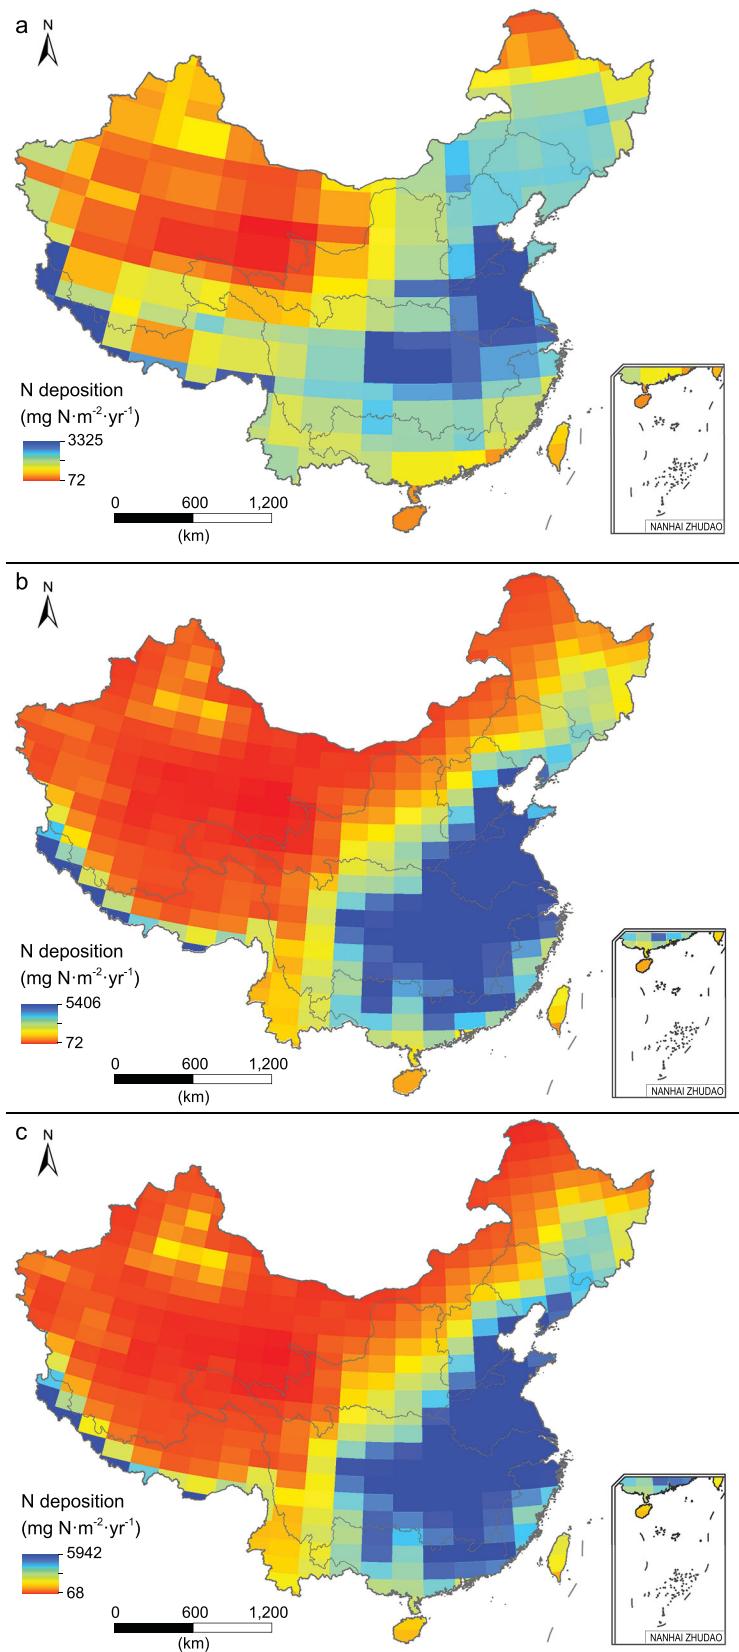 a
N
N deposition
(mg N·m⁻²·yr⁻¹)
3325
72
0 600 1,200
(km)
NANHAI ZHUDAO
b
N
N deposition
(mg N·m⁻²·yr⁻¹)
5406
72
0 600 1,200
(km)
NANHAI ZHUDAO
c
N
N deposition
(mg N·m⁻²·yr⁻¹)
5942
68
0 600 1,200
(km)
NANHAI ZHUDAO